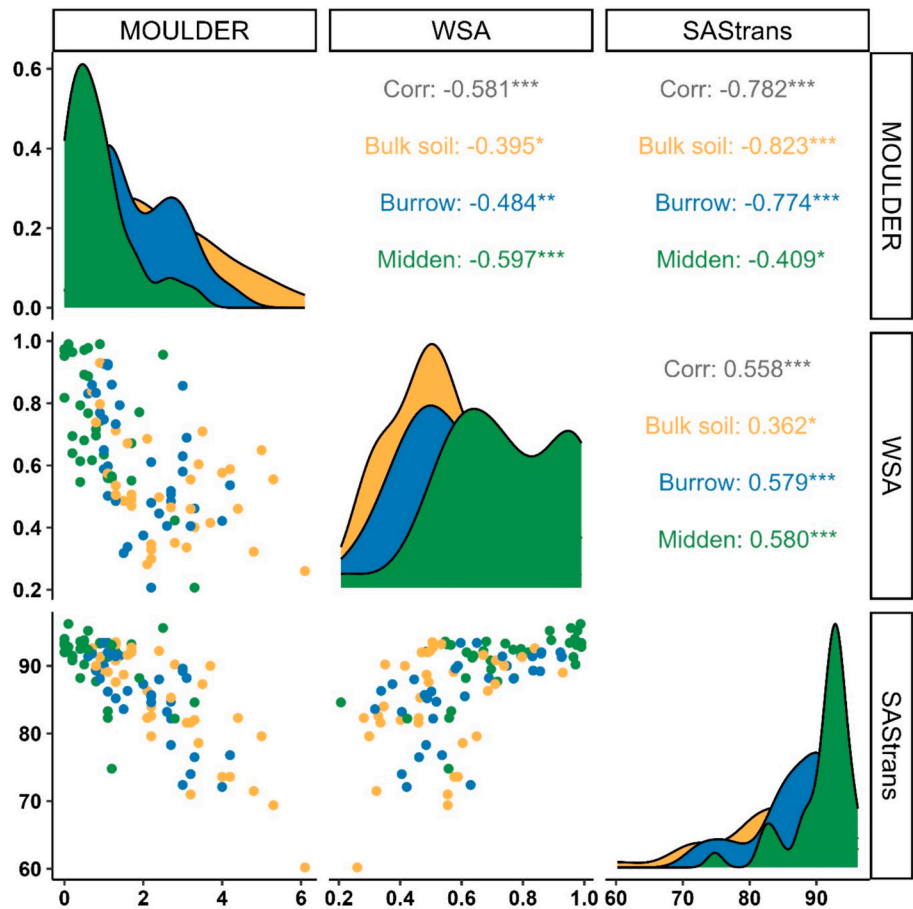 MOULDER WSA SAStrans
0.6
0.4
0.2
0.0
Corr: -0.581***
Bulk soil: -0.395*
Burrow: -0.484**
Midden: -0.597***
Corr: -0.782***
Bulk soil: -0.823***
Burrow: -0.774***
Midden: -0.409*
MOULDER
1.0
0.8
0.6
0.4
0.2
Corr: 0.558***
Bulk soil: 0.362*
Burrow: 0.579***
Midden: 0.580***
WSA
90
80
70
60
SAStrans
0 2 4 6 0.2 0.4 0.6 0.8 1.0 60 70 80 90